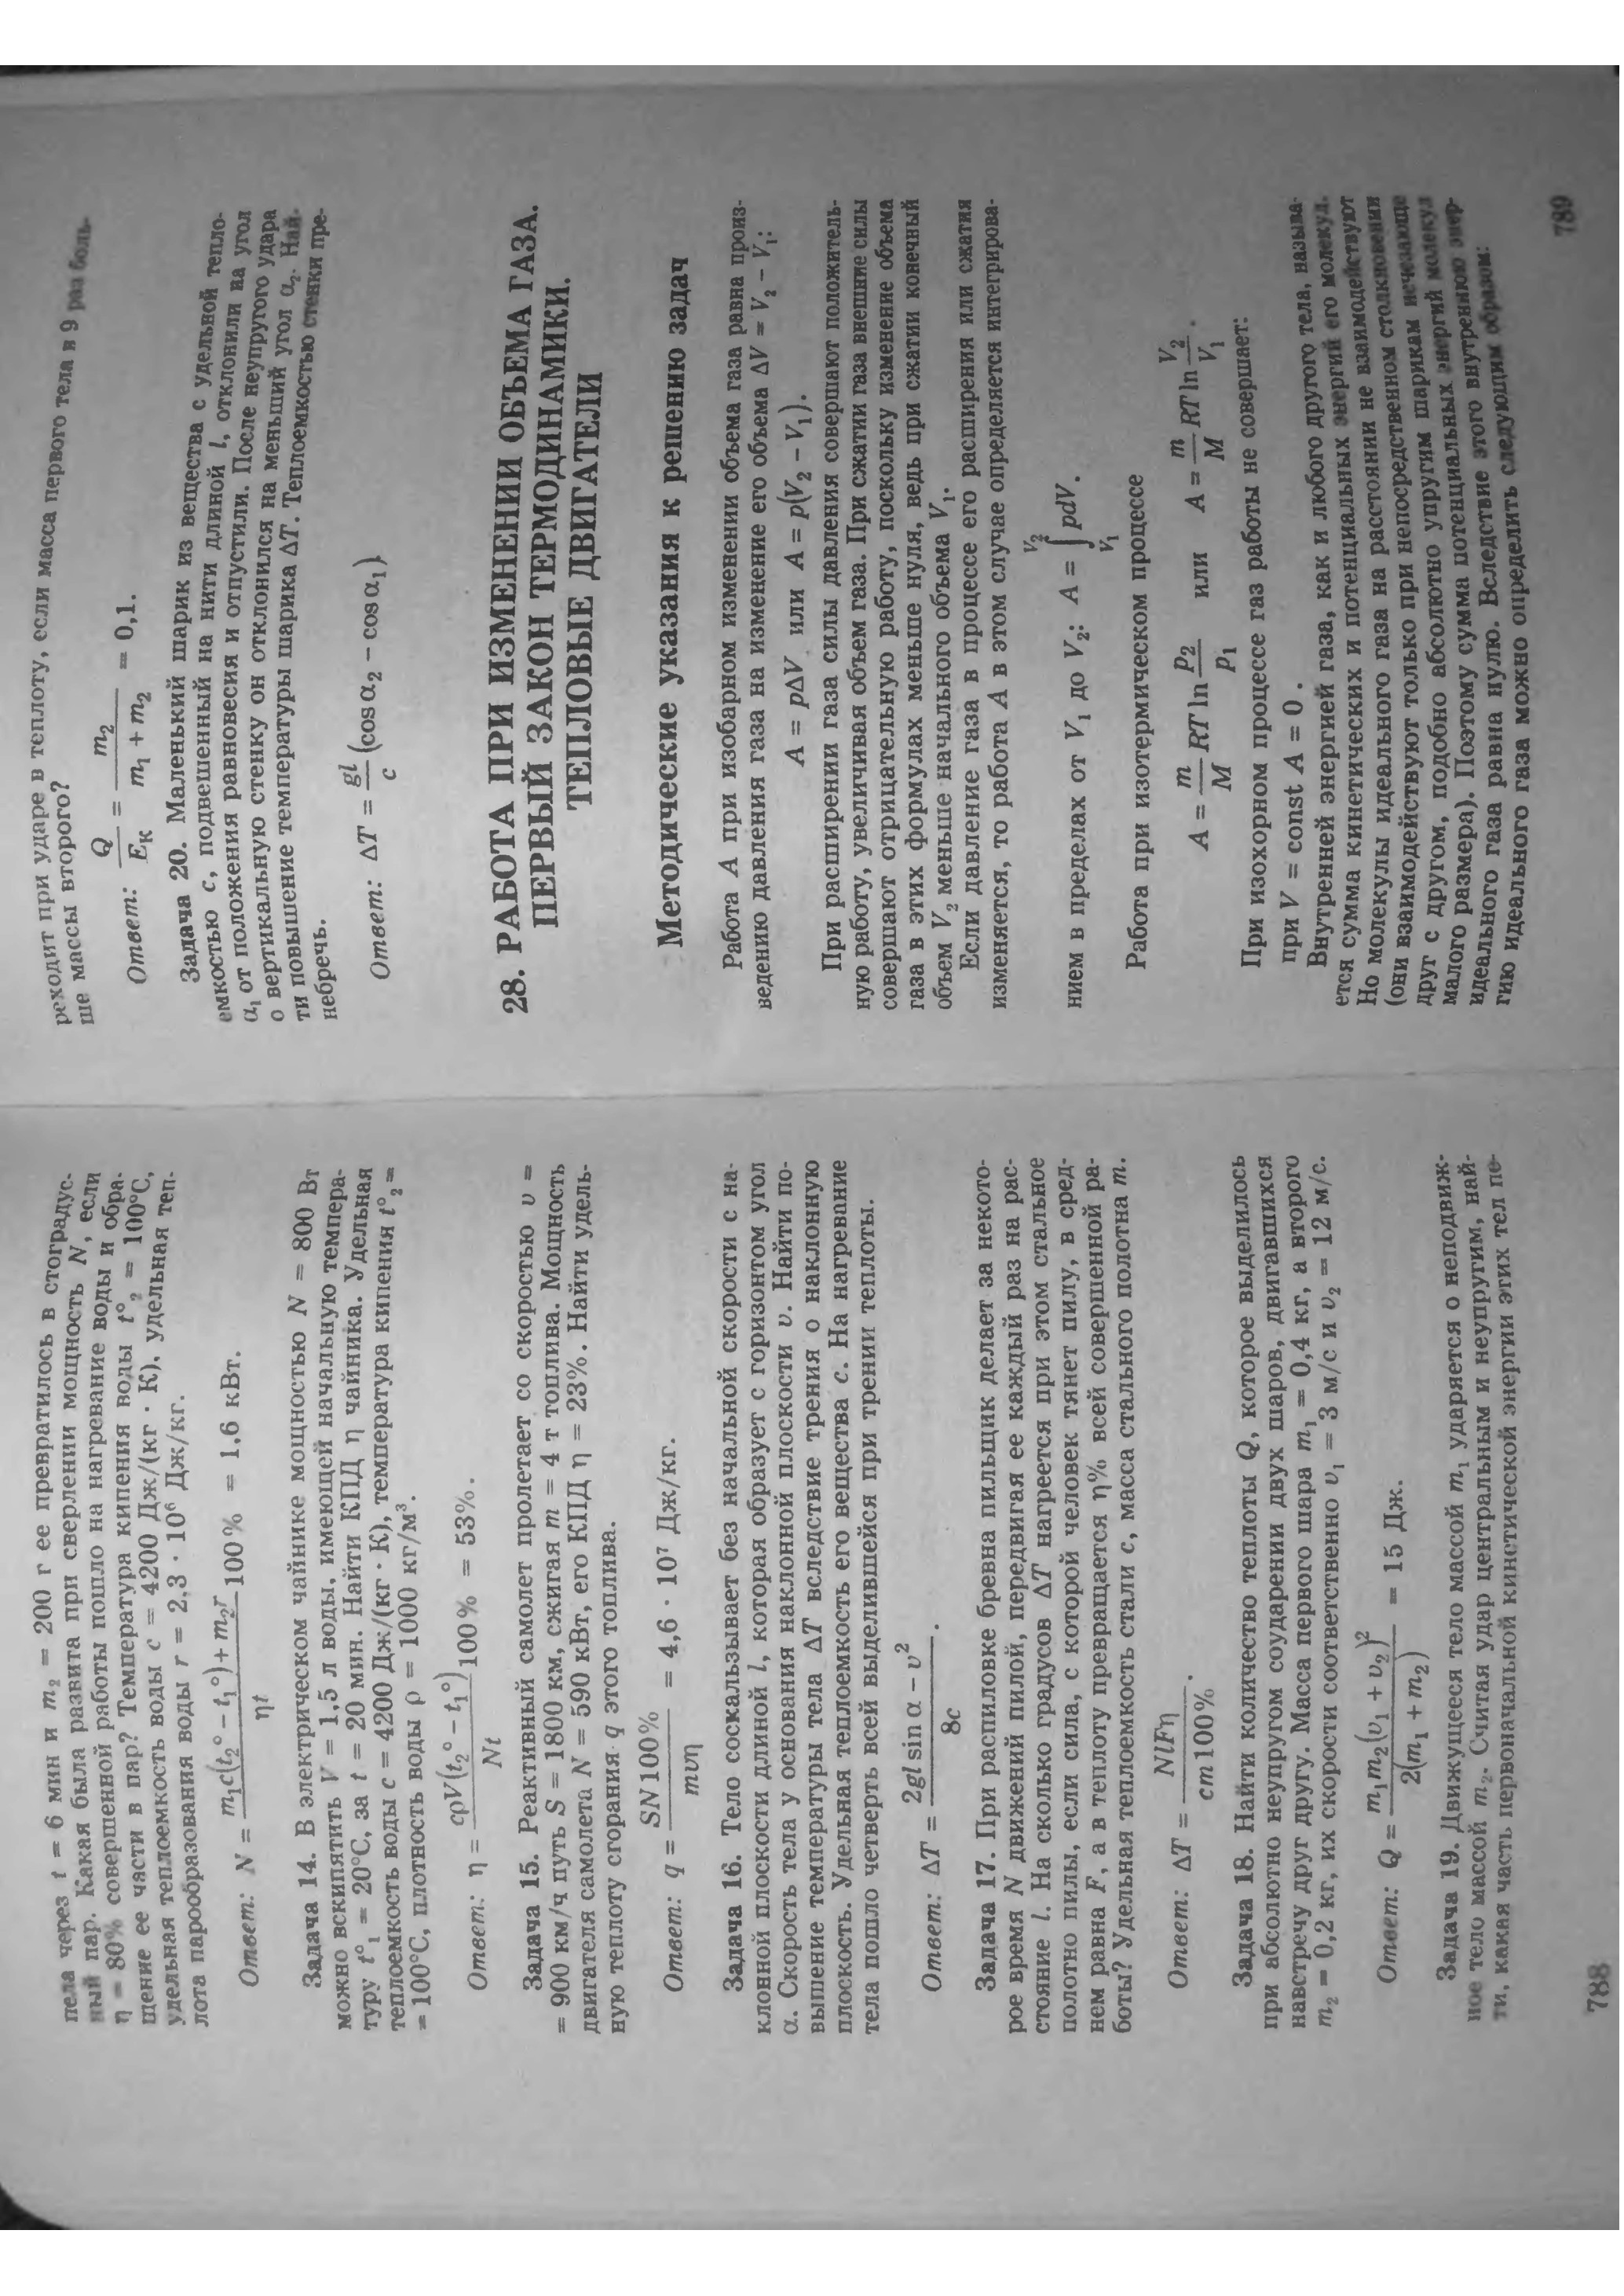 пела через t = 6 мин и m₂ = 200 г ее превратилось в стоградус-
ный пар. Какая была развита при сверлении мощность N, если
η = 80% совершенной работы пошло на нагревание воды и обра-
щение ее части в пар? Температура кипения воды t°₂ = 100°С,
удельная теплоемкость воды c = 4200 Дж/(кг · К), удельная теп-
лота парообразования воды r = 2,3 · 10⁶ Дж/кг.
Ответ: N = (m₁c(t₂° − t₁°) + m₂r)/(ηt) 100% = 1,6 кВт.
Задача 14. В электрическом чайнике мощностью N = 800 Вт
можно вскипятить V = 1,5 л воды, имеющей начальную темпера-
туру t°₁ = 20°С, за t = 20 мин. Найти КПД η чайника. Удельная
теплоемкость воды c = 4200 Дж/(кг · К), температура кипения t°₂ =
= 100°С, плотность воды ρ = 1000 кг/м³.
Ответ: η = cρV(t₂° − t₁°)/(Nt) 100% = 53%.
Задача 15. Реактивный самолет пролетает со скоростью υ =
= 900 км/ч путь S = 1800 км, сжигая m = 4 т топлива. Мощность
двигателя самолета N = 590 кВт, его КПД η = 23%. Найти удель-
ную теплоту сгорания q этого топлива.
Ответ: q = SN100%/(mυη) = 4,6 · 10⁷ Дж/кг.
Задача 16. Тело соскальзывает без начальной скорости с на-
клонной плоскости длиной l, которая образует с горизонтом угол
α. Скорость тела у основания наклонной плоскости υ. Найти по-
вышение температуры тела ΔT вследствие трения о наклонную
плоскость. Удельная теплоемкость его вещества c. На нагревание
тела пошло четверть всей выделившейся при трении теплоты.
Ответ: ΔT = (2gl sin α − υ²)/(8c).
Задача 17. При распиловке бревна пильщик делает за некото-
рое время N движений пилой, передвигая ее каждый раз на рас-
стояние l. На сколько градусов ΔT нагреется при этом стальное
полотно пилы, если сила, с которой человек тянет пилу, в сред-
нем равна F, а в теплоту превращается η% всей совершенной ра-
боты? Удельная теплоемкость стали c, масса стального полотна m.
Ответ: ΔT = NlFη/(cm100%).
Задача 18. Найти количество теплоты Q, которое выделилось
при абсолютно неупругом соударении двух шаров, двигавшихся
навстречу друг другу. Масса первого шара m₁ = 0,4 кг, а второго
m₂ = 0,2 кг, их скорости соответственно υ₁ = 3 м/с и υ₂ = 12 м/с.
Ответ: Q = m₁m₂(υ₁ + υ₂)²/(2(m₁ + m₂)) = 15 Дж.
Задача 19. Движущееся тело массой m₁ ударяется о неподвиж-
ное тело массой m₂. Считая удар центральным и неупругим, най-
ти, какая часть первоначальной кинетической энергии этих тел пе-
788
реходит при ударе в теплоту, если масса первого тела в 9 раз боль-
ше массы второго?
Ответ: Q/Eк = m₂/(m₁ + m₂) = 0,1.
Задача 20. Маленький шарик из вещества с удельной тепло-
емкостью c, подвешенный на нити длиной l, отклонили на угол
α₁ от положения равновесия и отпустили. После неупругого удара
о вертикальную стенку он отклонился на меньший угол α₂. Най-
ти повышение температуры шарика ΔT. Теплоемкостью стенки пре-
небречь.
Ответ: ΔT = gl/c (cos α₂ − cos α₁)
28. РАБОТА ПРИ ИЗМЕНЕНИИ ОБЪЕМА ГАЗА.
ПЕРВЫЙ ЗАКОН ТЕРМОДИНАМИКИ.
ТЕПЛОВЫЕ ДВИГАТЕЛИ
Методические указания к решению задач
Работа A при изобарном изменении объема газа равна произ-
ведению давления газа на изменение его объема ΔV = V₂ − V₁:
A = pΔV или A = p(V₂ − V₁).
При расширении газа силы давления совершают положитель-
ную работу, увеличивая объем газа. При сжатии газа внешние силы
совершают отрицательную работу, поскольку изменение объема
газа в этих формулах меньше нуля, ведь при сжатии конечный
объем V₂ меньше начального объема V₁.
Если давление газа в процессе его расширения или сжатия
изменяется, то работа A в этом случае определяется интегрирова-
нием в пределах от V₁ до V₂: A = ∫_{V₁}^{V₂} pdV.
Работа при изотермическом процессе
A = m/M RT ln p₂/p₁ или A = m/M RT ln V₂/V₁.
При изохорном процессе газ работы не совершает:
при V = const A = 0.
Внутренней энергией газа, как и любого другого тела, называ-
ется сумма кинетических и потенциальных энергий его молекул.
Но молекулы идеального газа на расстоянии не взаимодействуют
(они взаимодействуют только при непосредственном столкновении
друг с другом, подобно абсолютно упругим шарикам исчезающе
малого размера). Поэтому сумма потенциальных энергий молекул
идеального газа равна нулю. Вследствие этого внутреннюю энер-
гию идеального газа можно определить следующим образом:
789